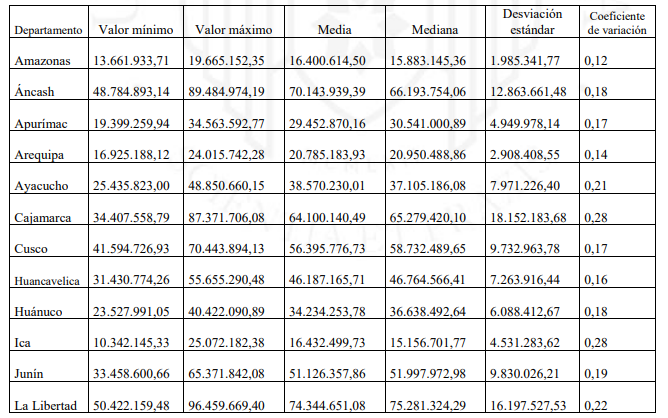 Departamento Valor mínimo Valor máximo Media Mediana Desviación estándar Coeficiente de variación
Amazonas 13.661.933,71 19.665.152,35 16.400.614,50 15.883.145,36 1.985.341,77 0,12
Áncash 48.784.893,14 89.484.974,19 70.143.939,39 66.193.754,06 12.863.661,48 0,18
Apurímac 19.399.259,94 34.563.592,77 29.452.870,16 30.541.000,89 4.949.978,14 0,17
Arequipa 16.925.188,12 24.015.742,28 20.785.183,93 20.950.488,86 2.908.408,55 0,14
Ayacucho 25.435.823,00 48.850.660,15 38.570.230,01 37.105.186,08 7.971.226,40 0,21
Cajamarca 34.407.558,79 87.371.706,08 64.100.140,49 65.279.420,10 18.152.183,68 0,28
Cusco 41.594.726,93 70.443.894,13 56.395.776,73 58.732.489,65 9.732.963,78 0,17
Huancavelica 31.430.774,26 55.655.290,48 46.187.165,71 46.764.566,41 7.263.916,44 0,16
Huánuco 23.527.991,05 40.422.090,89 34.234.253,78 36.638.492,64 6.088.412,67 0,18
Ica 10.342.145,33 25.072.182,38 16.432.499,73 15.156.701,77 4.531.283,62 0,28
Junín 33.458.600,66 65.371.842,08 51.126.357,86 51.997.972,98 9.830.026,21 0,19
La Libertad 50.422.159,48 96.459.669,40 74.344.651,08 75.281.324,29 16.197.527,53 0,22